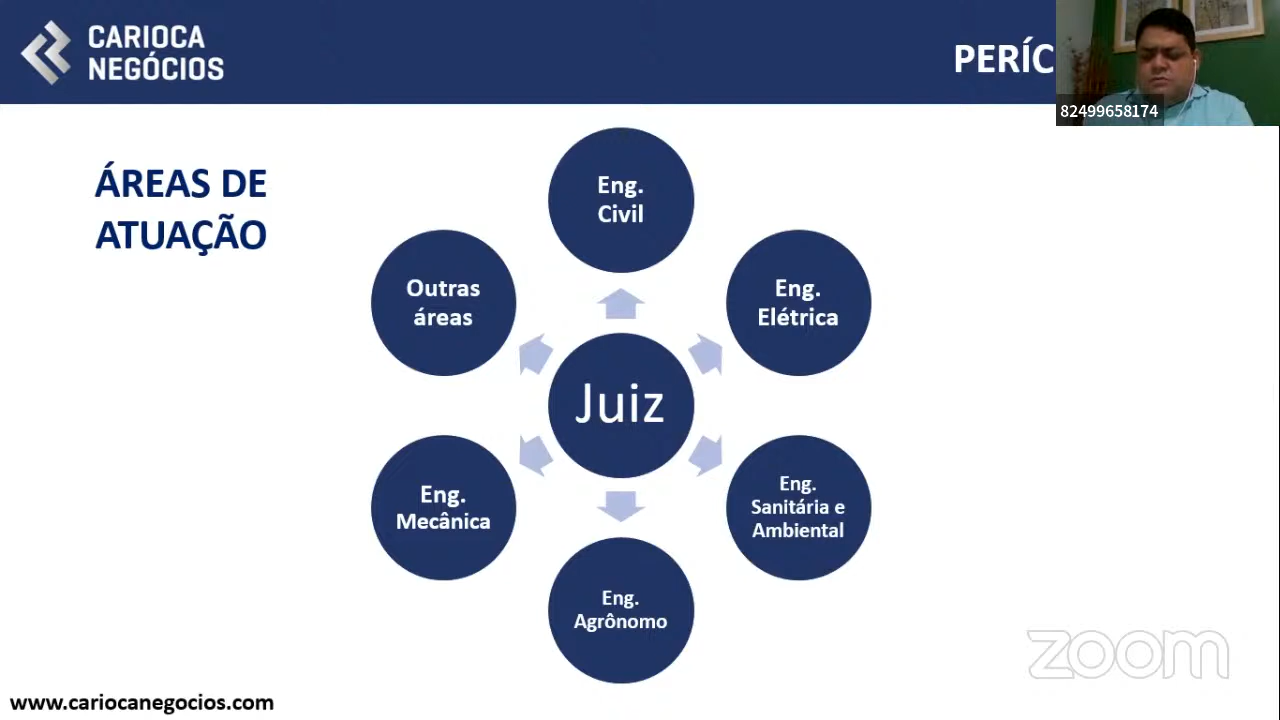 CARIOCA
NEGÓCIOS
PERÍC
82499658174
ÁREAS DE
ATUAÇÃO
Eng.
Civil
Outras
áreas
Eng.
Elétrica
Juiz
Eng.
Mecânica
Eng.
Sanitária e
Ambiental
Eng.
Agrônomo
zoom
www.cariocanegocios.com